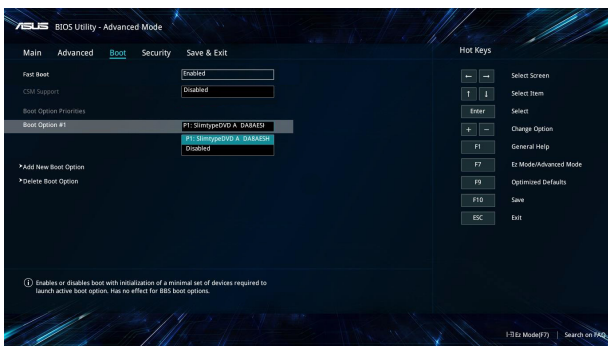 ASUS BIOS Utility - Advanced Mode
Main Advanced Boot Security Save & Exit
Hot Keys
Fast Boot Enabled
CSM Support Disabled
Boot Option Priorities
Boot Option #1 P1: SlimtypeDVD A DA8AESI
P1: SlimtypeDVD A DA8AESH
Disabled
Add New Boot Option
Delete Boot Option
← → Select Screen
↑ ↓ Select Item
Enter Select
+ − Change Option
F1 General Help
F7 Ez Mode/Advanced Mode
F9 Optimized Defaults
F10 Save
ESC Exit
Enables or disables boot with initialization of a minimal set of devices required to
launch active boot option. Has no effect for BBS boot options.
Ez Mode(F7) | Search on FAQ